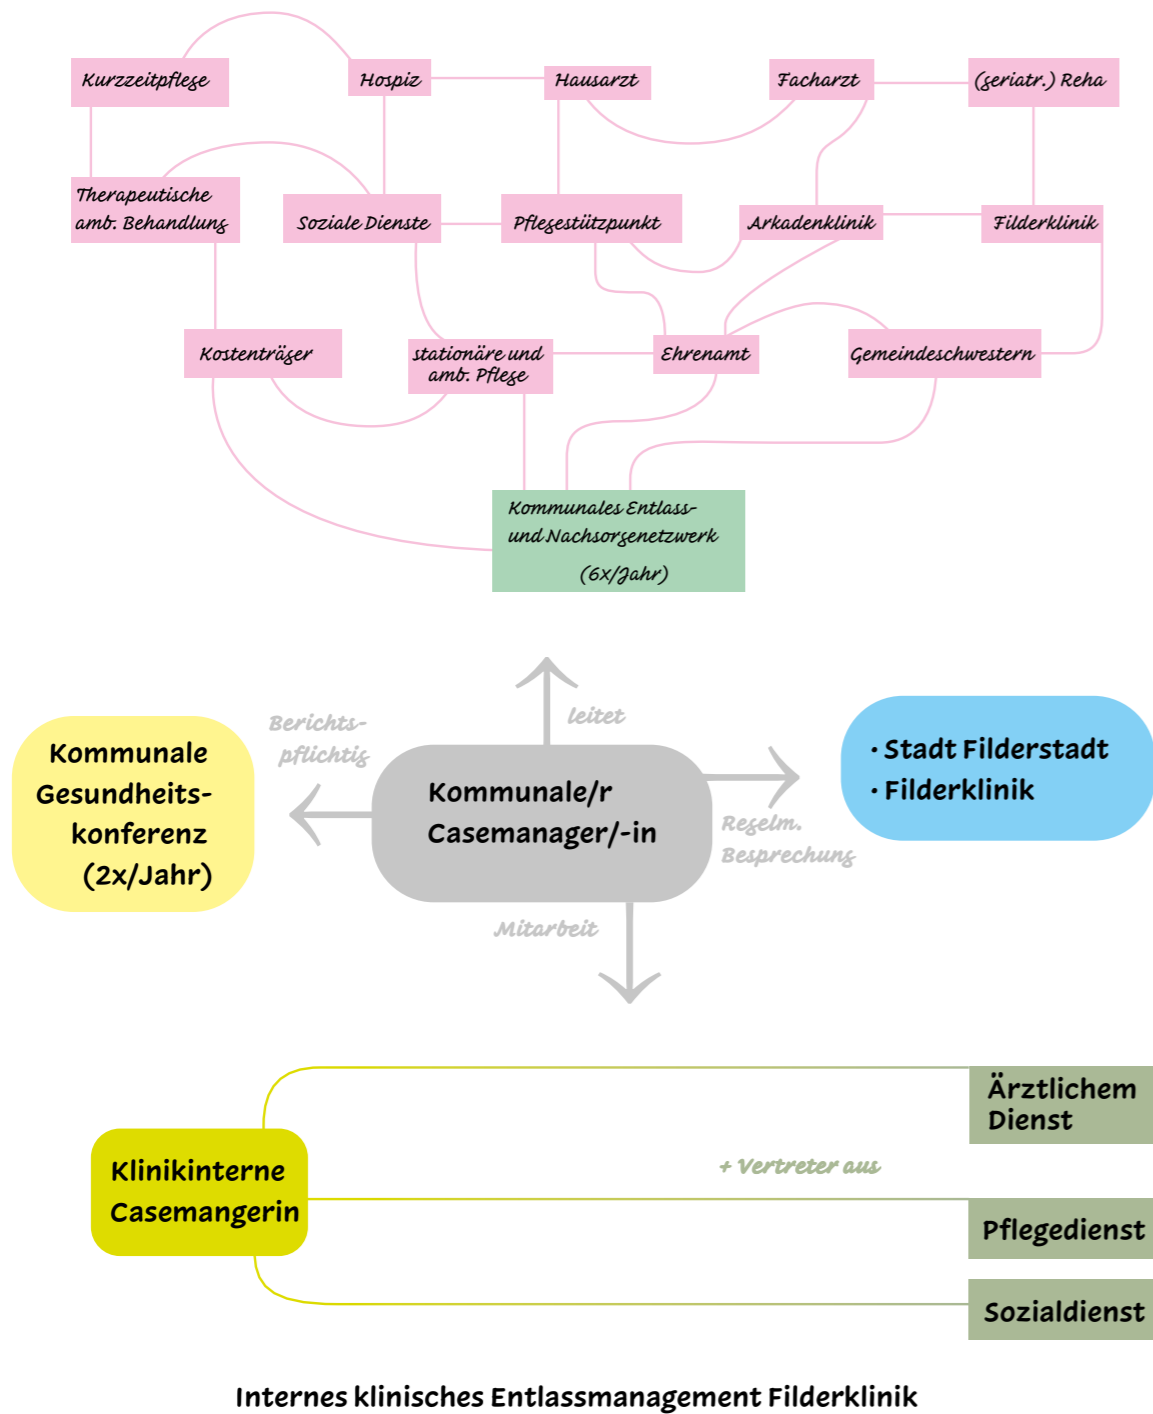 Kurzzeitpflege
Hospiz
Hausarzt
Facharzt
(geriatr.) Reha
Therapeutische
amb. Behandlung
Soziale Dienste
Pflegestützpunkt
Arkadenklinik
Filderklinik
Kostenträger
stationäre und
amb. Pflege
Ehrenamt
Gemeindeschwestern
Kommunales Entlass-
und Nachsorgenetzwerk
(6x/Jahr)
leitet
Berichts-
pflichtig
Kommunale
Gesundheits-
konferenz
(2x/Jahr)
Kommunale/r
Casemanager/-in
Regelm.
Besprechung
· Stadt Filderstadt
· Filderklinik
Mitarbeit
Klinikinterne
Casemangerin
+ Vertreter aus
Ärztlichem
Dienst
Pflegedienst
Sozialdienst
Internes klinisches Entlassmanagement Filderklinik